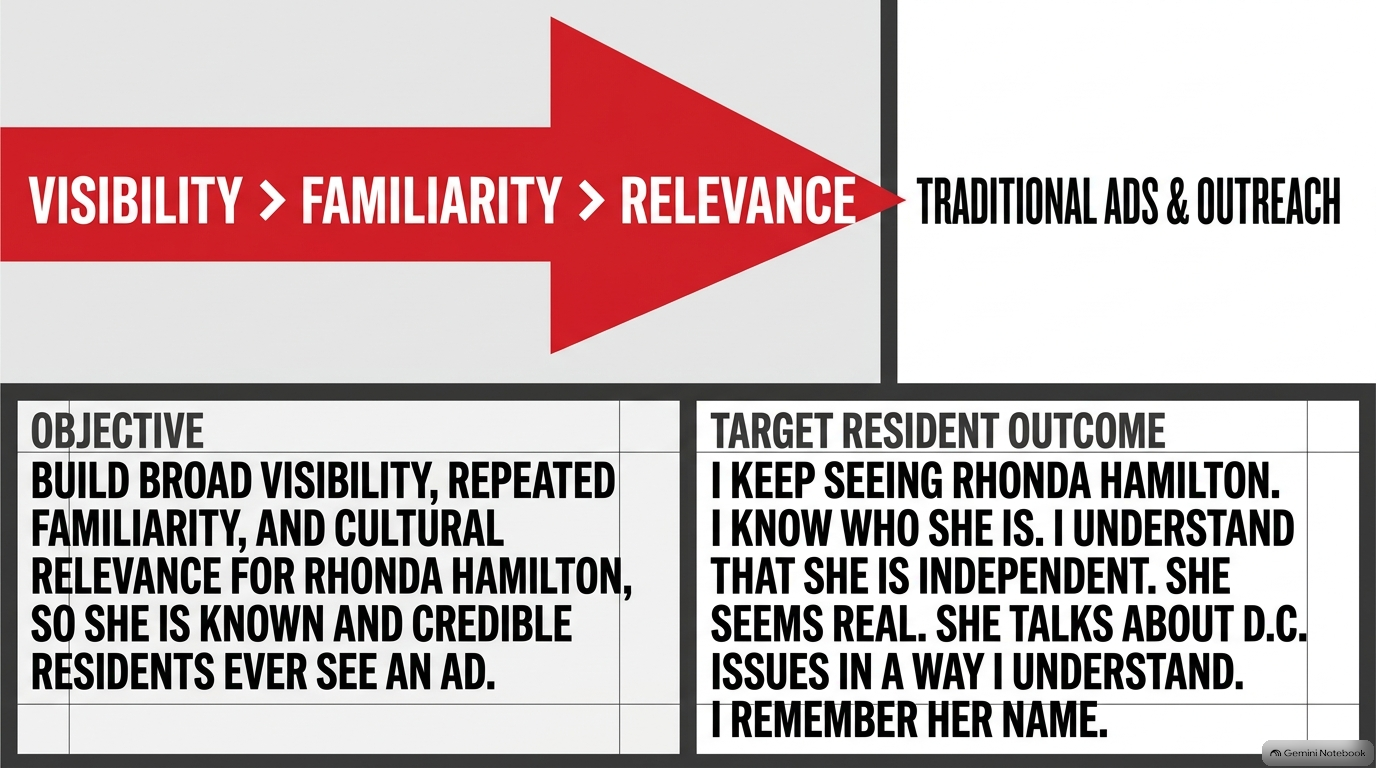 VISIBILITY > FAMILIARITY > RELEVANCE
TRADITIONAL ADS & OUTREACH
OBJECTIVE
BUILD BROAD VISIBILITY, REPEATED
FAMILIARITY, AND CULTURAL
RELEVANCE FOR RHONDA HAMILTON,
SO SHE IS KNOWN AND CREDIBLE
RESIDENTS EVER SEE AN AD.
TARGET RESIDENT OUTCOME
I KEEP SEEING RHONDA HAMILTON.
I KNOW WHO SHE IS. I UNDERSTAND
THAT SHE IS INDEPENDENT. SHE
SEEMS REAL. SHE TALKS ABOUT D.C.
ISSUES IN A WAY I UNDERSTAND.
I REMEMBER HER NAME.
Gemini Notebook